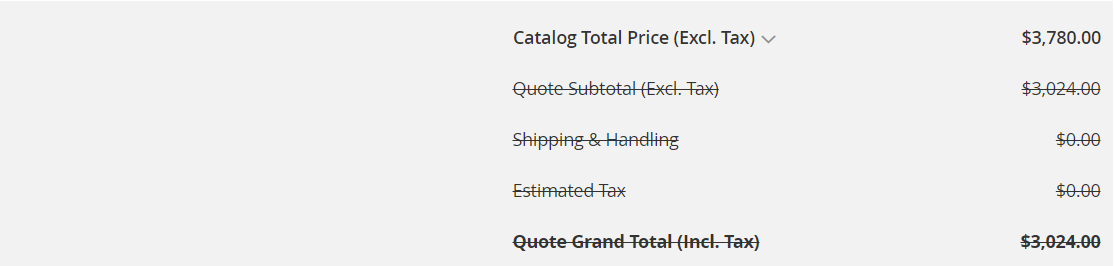 Catalog Total Price (Excl. Tax) $3,780.00
Quote Subtotal (Excl. Tax) $3,024.00
Shipping & Handling $0.00
Estimated Tax $0.00
Quote Grand Total (Incl. Tax) $3,024.00